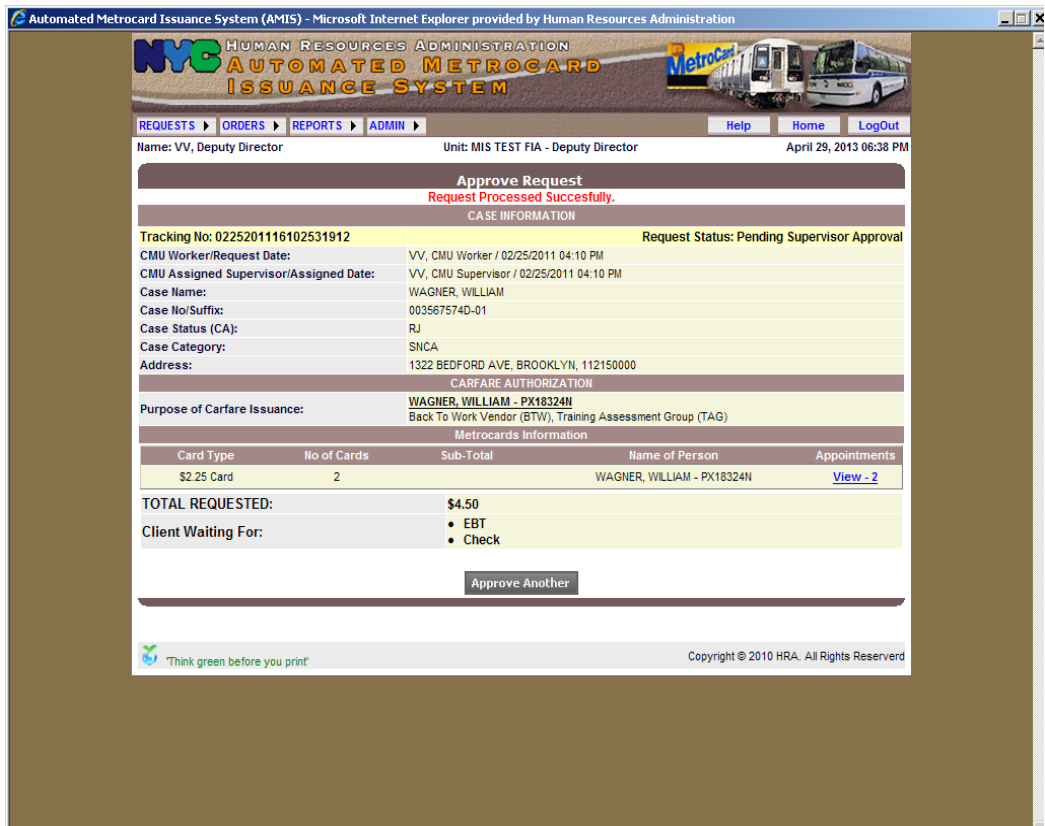 Automated Metrocard Issuance System (AMIS) - Microsoft Internet Explorer provided by Human Resources Administration
NYC HUMAN RESOURCES ADMINISTRATION
AUTOMATED METROCARD
ISSUANCE SYSTEM
MetroCard
REQUESTS ORDERS REPORTS ADMIN Help Home LogOut
Name: VV, Deputy Director Unit: MIS TEST FIA - Deputy Director April 29, 2013 06:38 PM
Approve Request
Request Processed Succesfully.
CASE INFORMATION
Tracking No: 0225201116102531912 Request Status: Pending Supervisor Approval
CMU Worker/Request Date: VV, CMU Worker / 02/25/2011 04:10 PM
CMU Assigned Supervisor/Assigned Date: VV, CMU Supervisor / 02/25/2011 04:10 PM
Case Name: WAGNER, WILLIAM
Case No/Suffix: 003567574D-01
Case Status (CA): RJ
Case Category: SNCA
Address: 1322 BEDFORD AVE, BROOKLYN, 112150000
CARFARE AUTHORIZATION
Purpose of Carfare Issuance: WAGNER, WILLIAM - PX18324N
Back To Work Vendor (BTW), Training Assessment Group (TAG)
Metrocards Information
Card Type No of Cards Sub-Total Name of Person Appointments
$2.25 Card 2 WAGNER, WILLIAM - PX18324N View - 2
TOTAL REQUESTED: $4.50
Client Waiting For: • EBT
• Check
Approve Another
'Think green before you print' Copyright © 2010 HRA. All Rights Reserverd